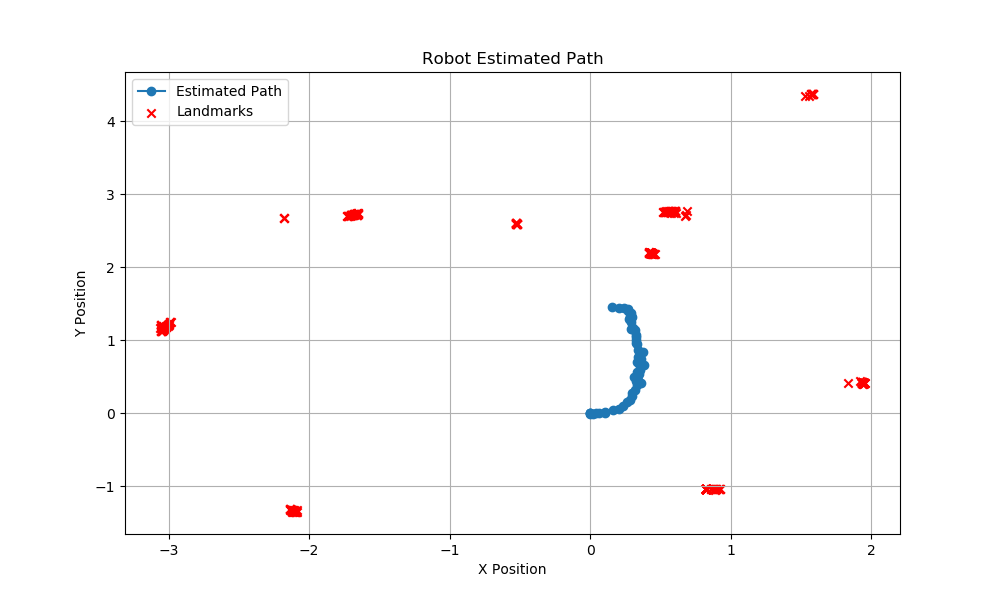 Robot Estimated Path
Estimated Path
Landmarks
4
3
2
1
0
−1
Y Position
−3
−2
−1
0
1
2
X Position